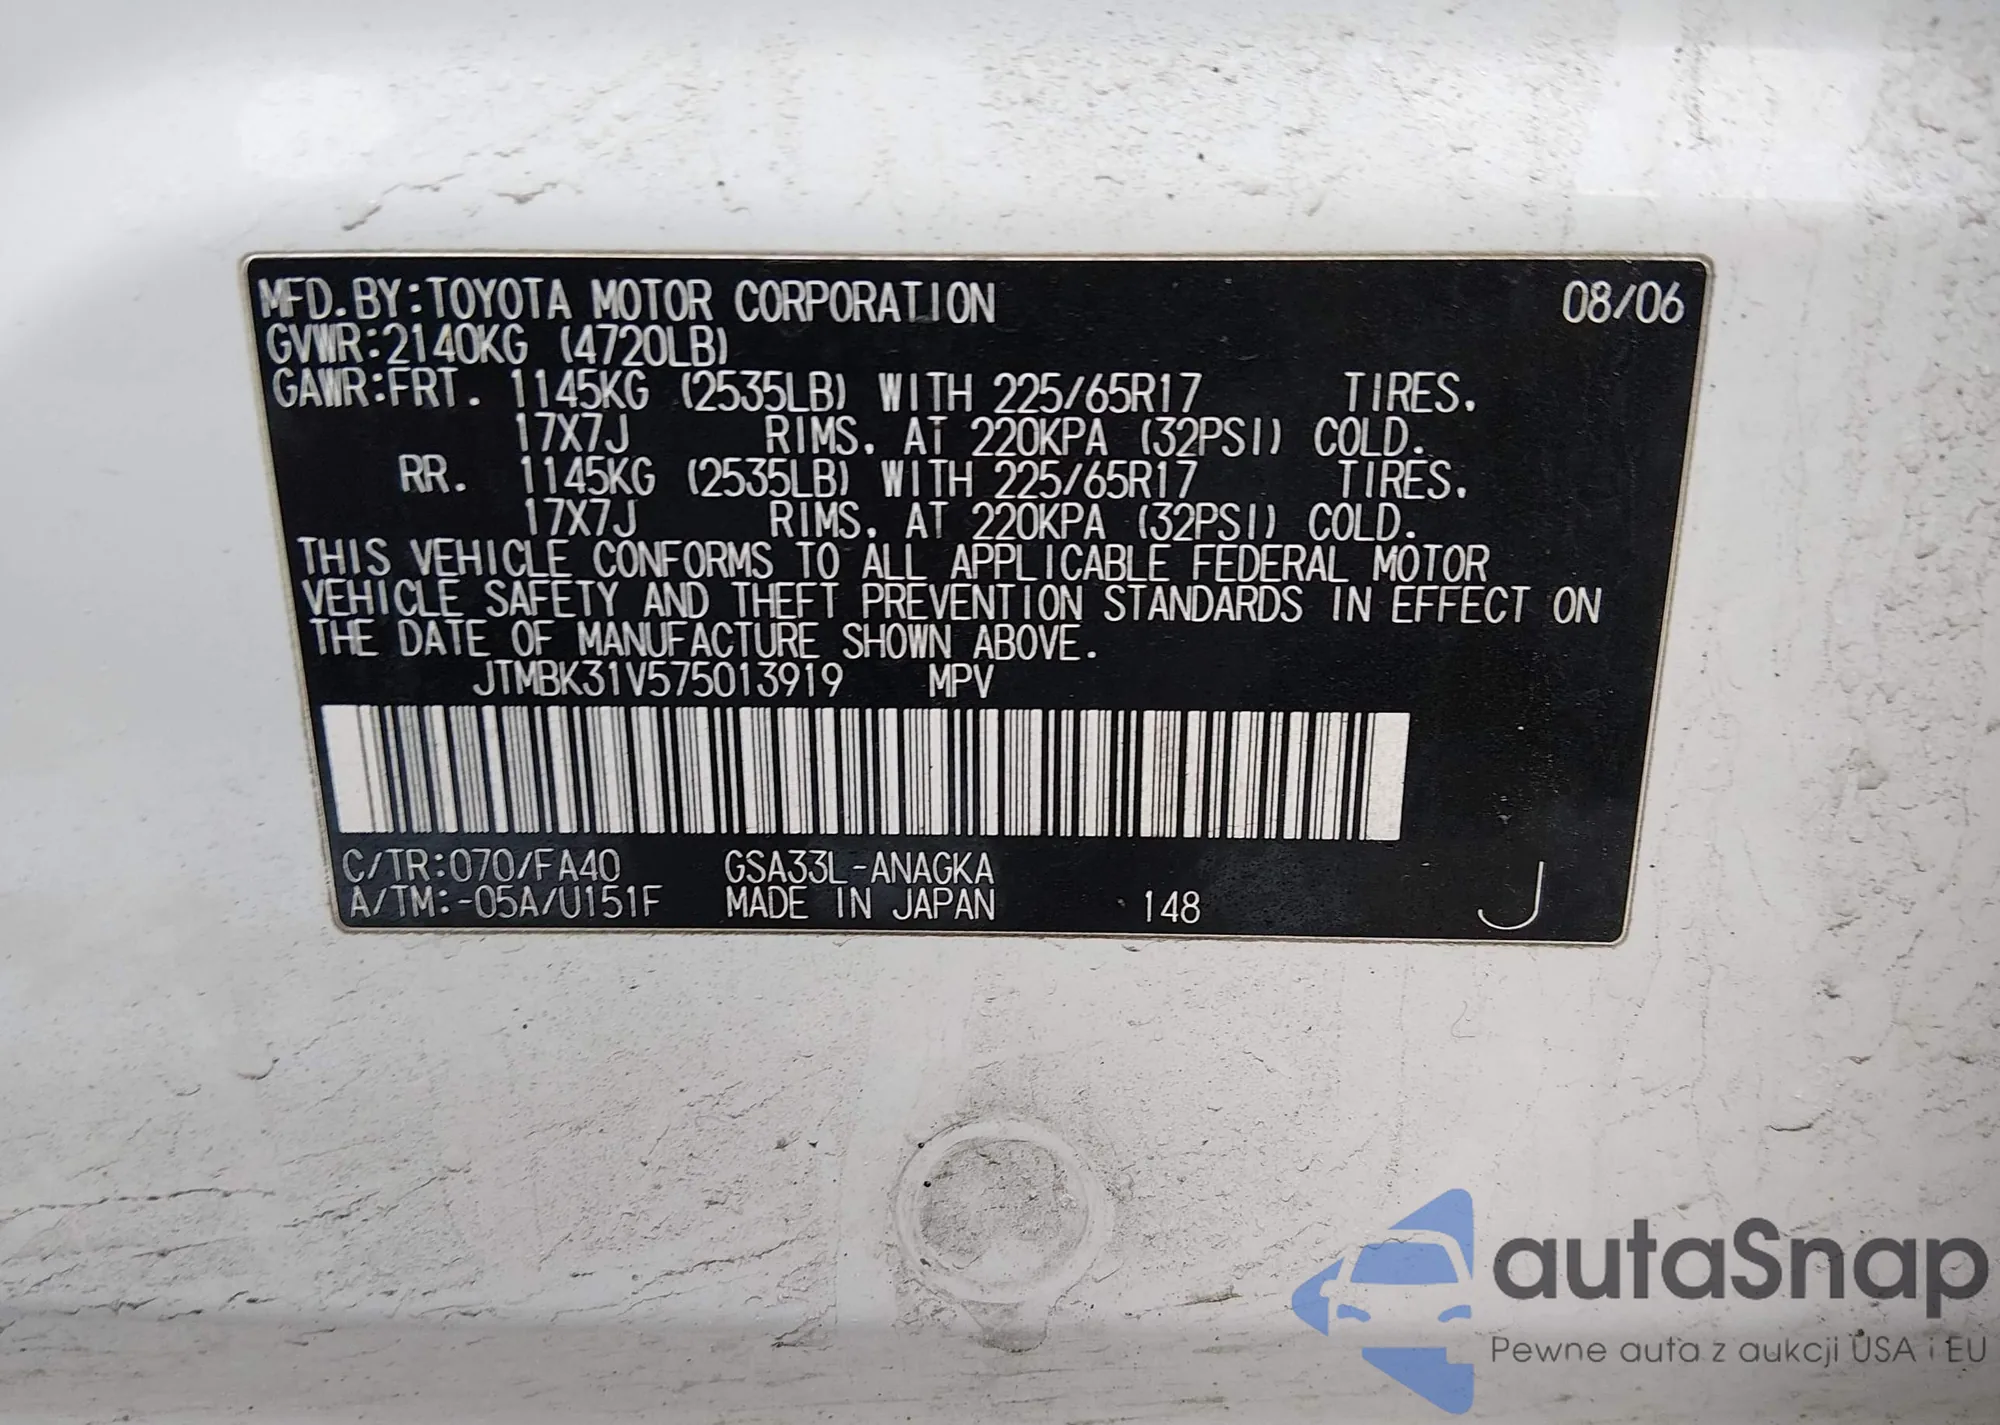 MFD.BY:TOYOTA MOTOR CORPORATION 08/06
GVWR:2140KG (4720LB)
GAWR:FRT. 1145KG (2535LB) WITH 225/65R17 TIRES.
17X7J RIMS. AT 220KPA (32PSI) COLD.
RR. 1145KG (2535LB) WITH 225/65R17 TIRES.
17X7J RIMS. AT 220KPA (32PSI) COLD.
THIS VEHICLE CONFORMS TO ALL APPLICABLE FEDERAL MOTOR
VEHICLE SAFETY AND THEFT PREVENTION STANDARDS IN EFFECT ON
THE DATE OF MANUFACTURE SHOWN ABOVE.
JTMBK31V575013919 MPV
C/TR:070/FA40 GSA33L-ANAGKA
A/TM:-05A/U151F MADE IN JAPAN 148 J
autaSnap
Pewne auta z aukcji USA i EU